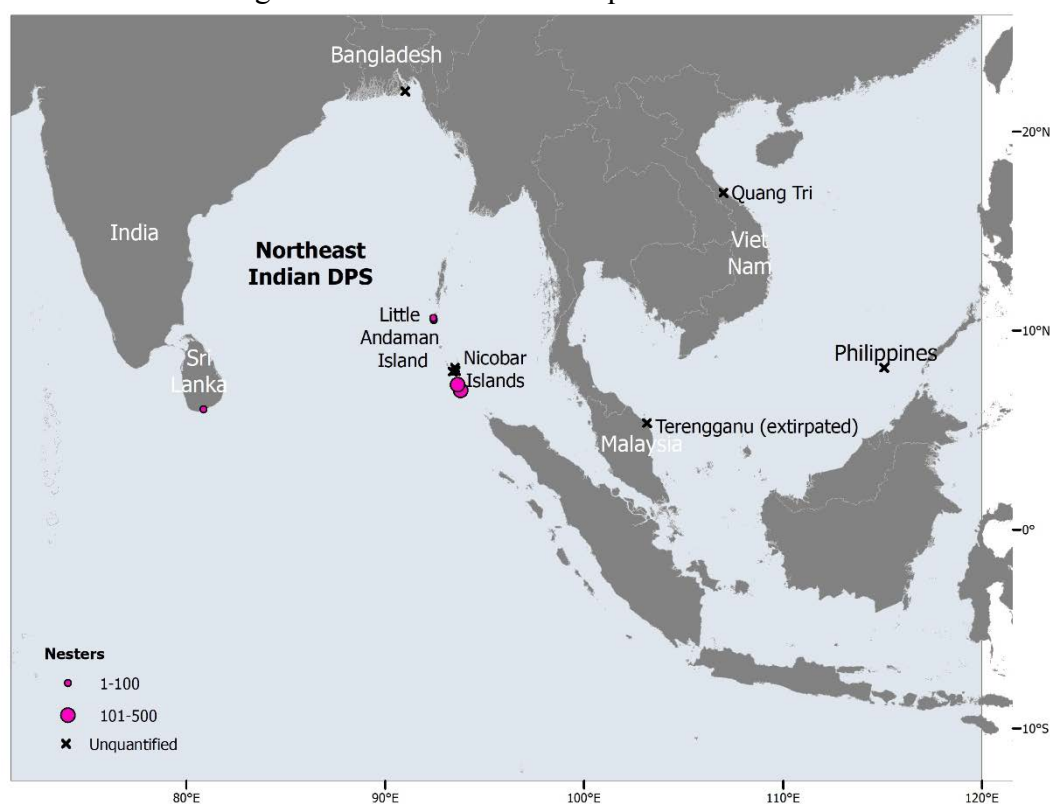 Bangladesh
20°N
Quang Tri
India
Viet
Nam
Northeast
Indian DPS
Little
Andaman
Island
10°N
Nicobar
Islands
Philippines
Sri
Lanka
Terengganu (extirpated)
Malaysia
0°
Nesters
1-100
101-500
Unquantified
10°S
80°E
90°E
100°E
110°E
120°E